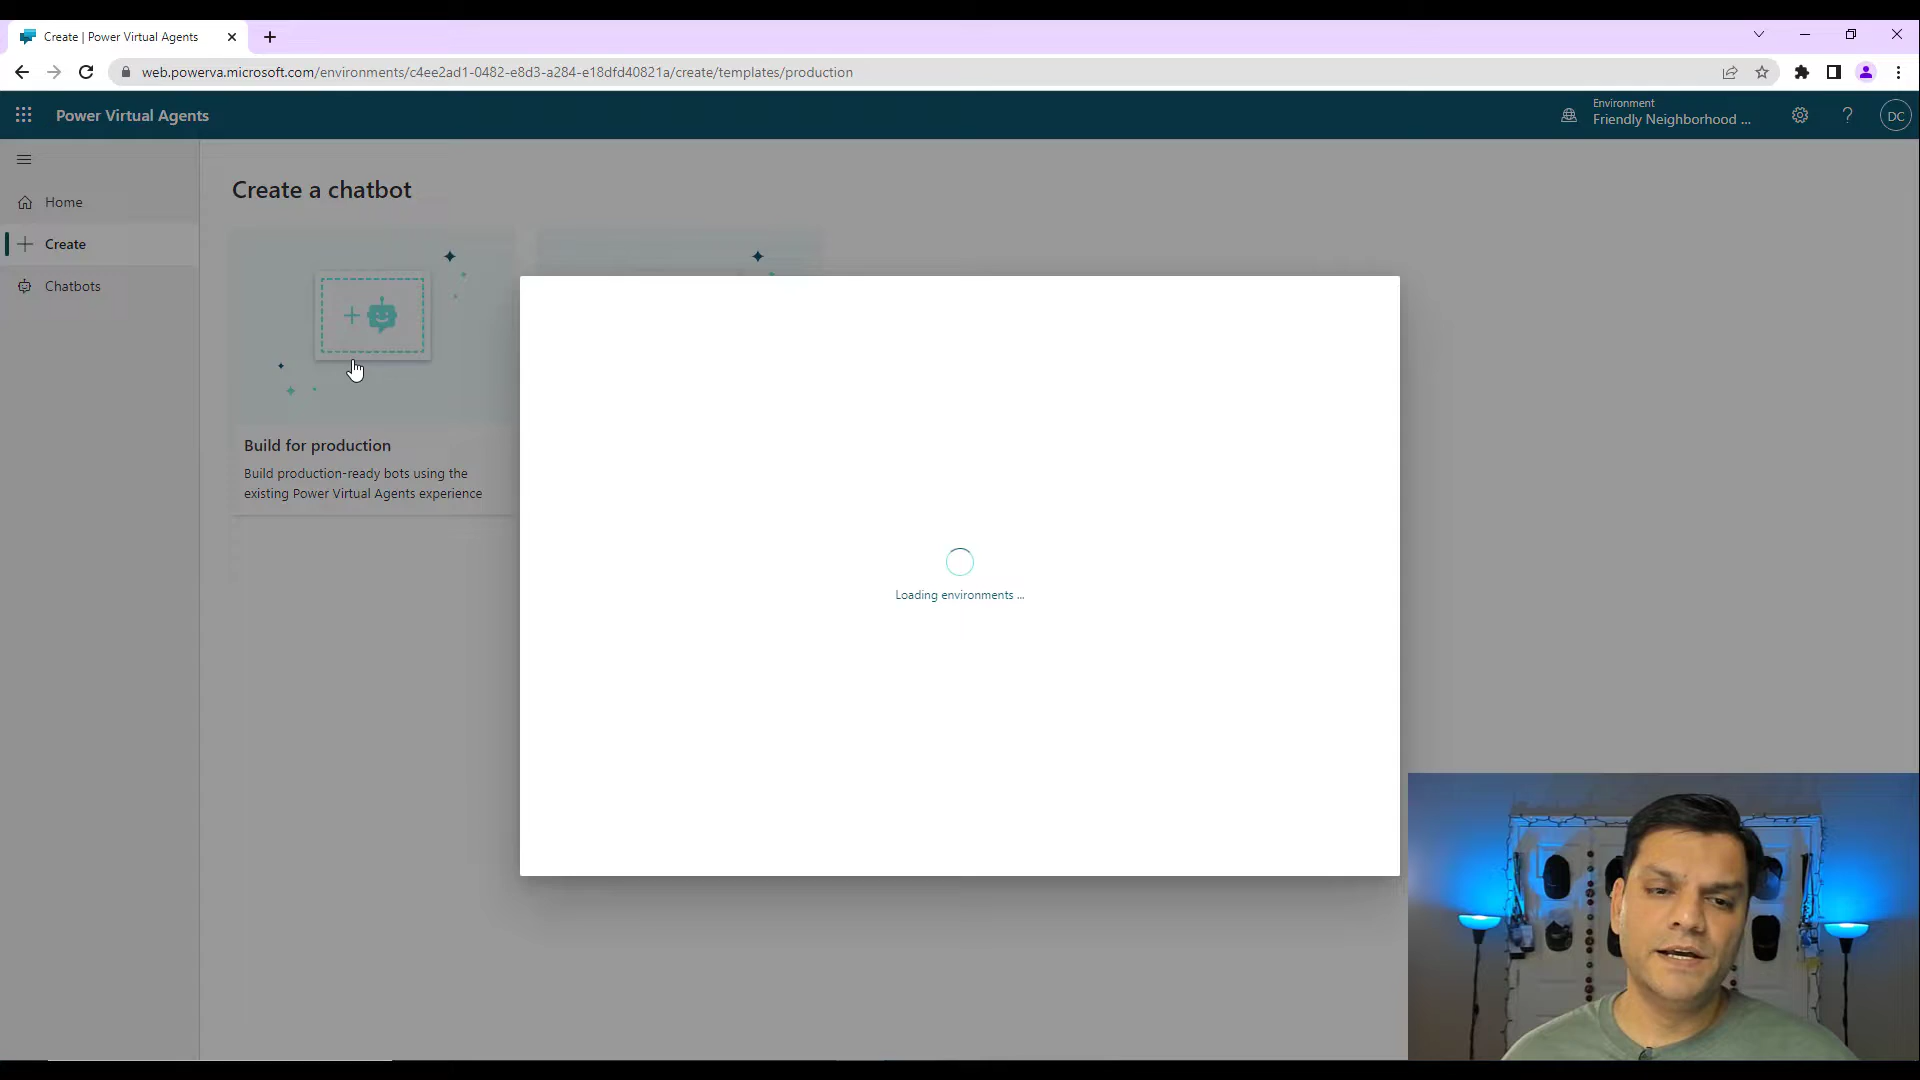 Create | Power Virtual Agents
web.powerva.microsoft.com/environments/c4ee2ad1-0482-e8d3-a284-e18dfd40821a/create/templates/production
Power Virtual Agents
Environment
Friendly Neighborhood ...
?
DC
Home
Create
Chatbots
Create a chatbot
Build for production
Build production-ready bots using the
existing Power Virtual Agents experience
Loading environments ...